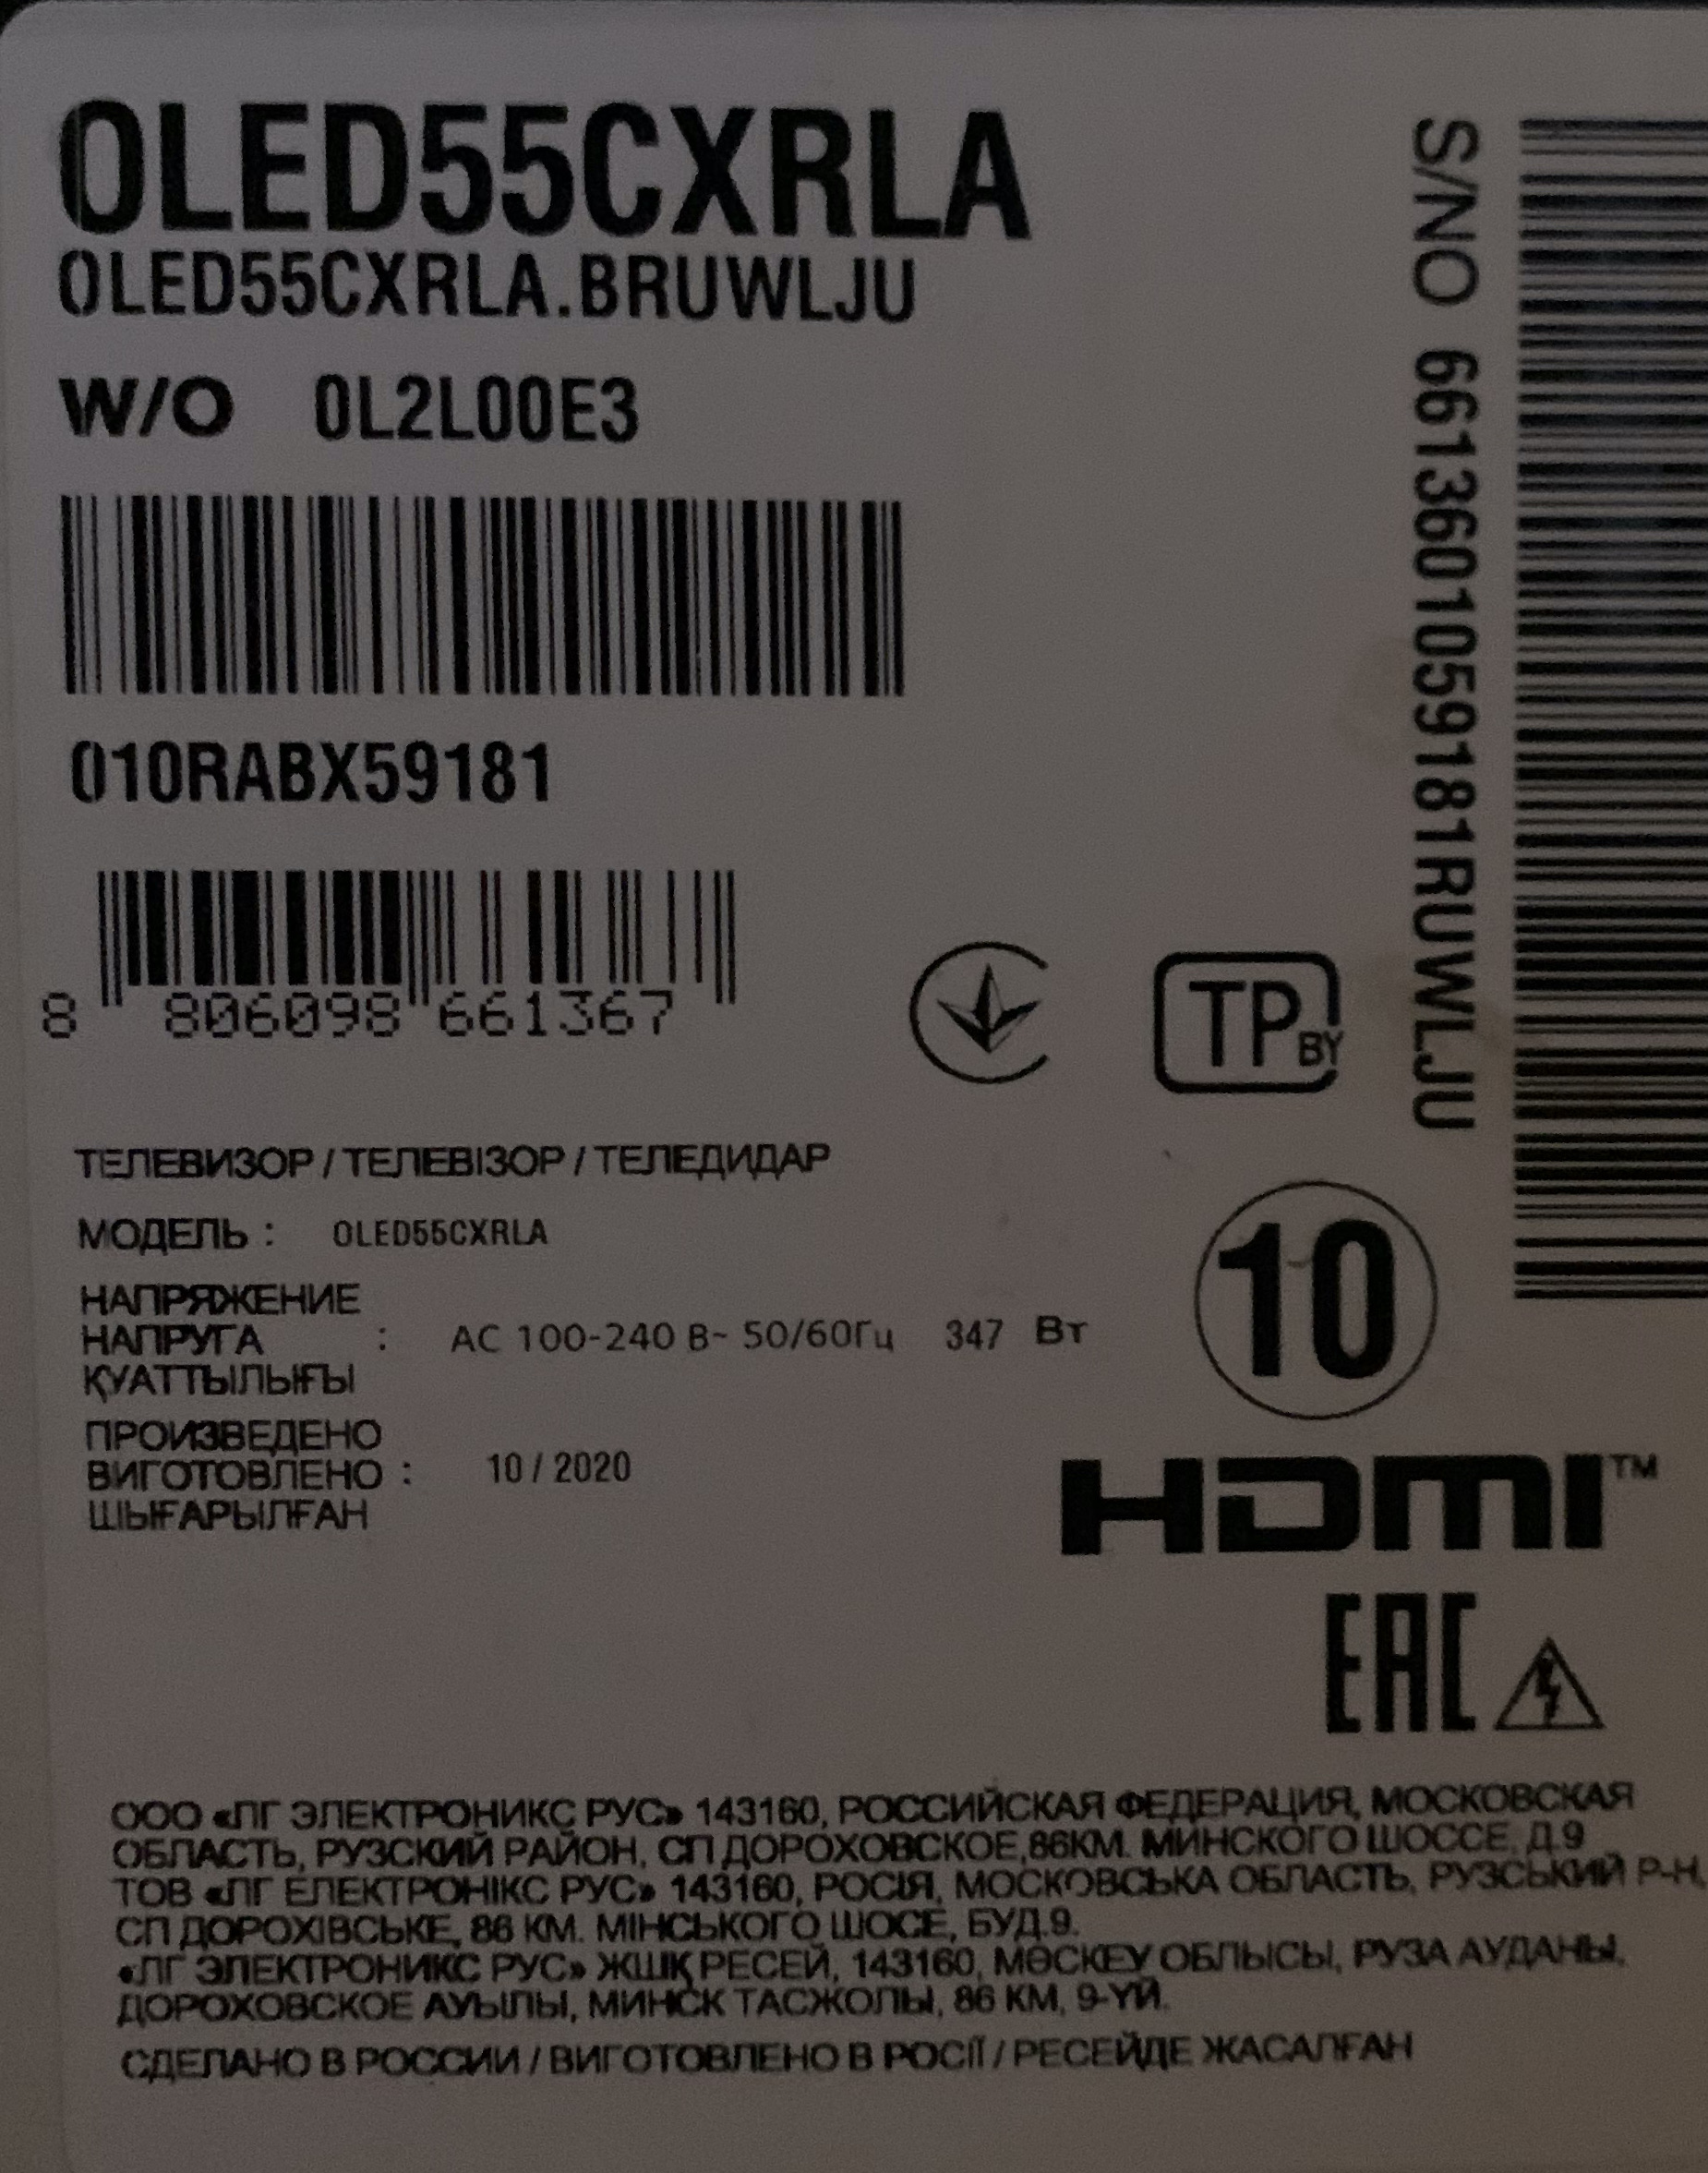 OLED55CXRLA
OLED55CXRLA.BRUWLJU
W/O 0L2L00E3
010RABX59181
8 806098 661367
S/NO 6613601059181RUWLJU
TP BY
ТЕЛЕВИЗОР / ТЕЛЕВІЗОР / ТЕЛЕДИДАР
МОДЕЛЬ : OLED55CXRLA
НАПРЯЖЕНИЕ
НАПРУГА : AC 100-240 В~ 50/60Гц 347 Вт
ҚУАТТЫЛЫҒЫ
10
ПРОИЗВЕДЕНО
ВИГОТОВЛЕНО : 10 / 2020
ШЫҒАРЫЛҒАН
HDMI™
EAC
ООО «ЛГ ЭЛЕКТРОНИКС РУС» 143160, РОССИЙСКАЯ ФЕДЕРАЦИЯ, МОСКОВСКАЯ
ОБЛАСТЬ, РУЗСКИЙ РАЙОН, СП ДОРОХОВСКОЕ,86КМ. МИНСКОГО ШОССЕ, Д.9
ТОВ «ЛГ ЕЛЕКТРОНІКС РУС» 143160, РОСІЯ, МОСКОВСЬКА ОБЛАСТЬ, РУЗСЬКИЙ Р-Н,
СП ДОРОХІВСЬКЕ, 86 КМ. МІНСЬКОГО ШОСЕ, БУД.9.
«ЛГ ЭЛЕКТРОНИКС РУС» ЖШҚ РЕСЕЙ, 143160, МӘСКЕУ ОБЛЫСЫ, РУЗА АУДАНЫ,
ДОРОХОВСКОЕ АУЫЛЫ, МИНСК ТАСЖОЛЫ, 86 КМ, 9-ҮЙ.
СДЕЛАНО В РОССИИ / ВИГОТОВЛЕНО В РОСІЇ / РЕСЕЙДЕ ЖАСАЛҒАН